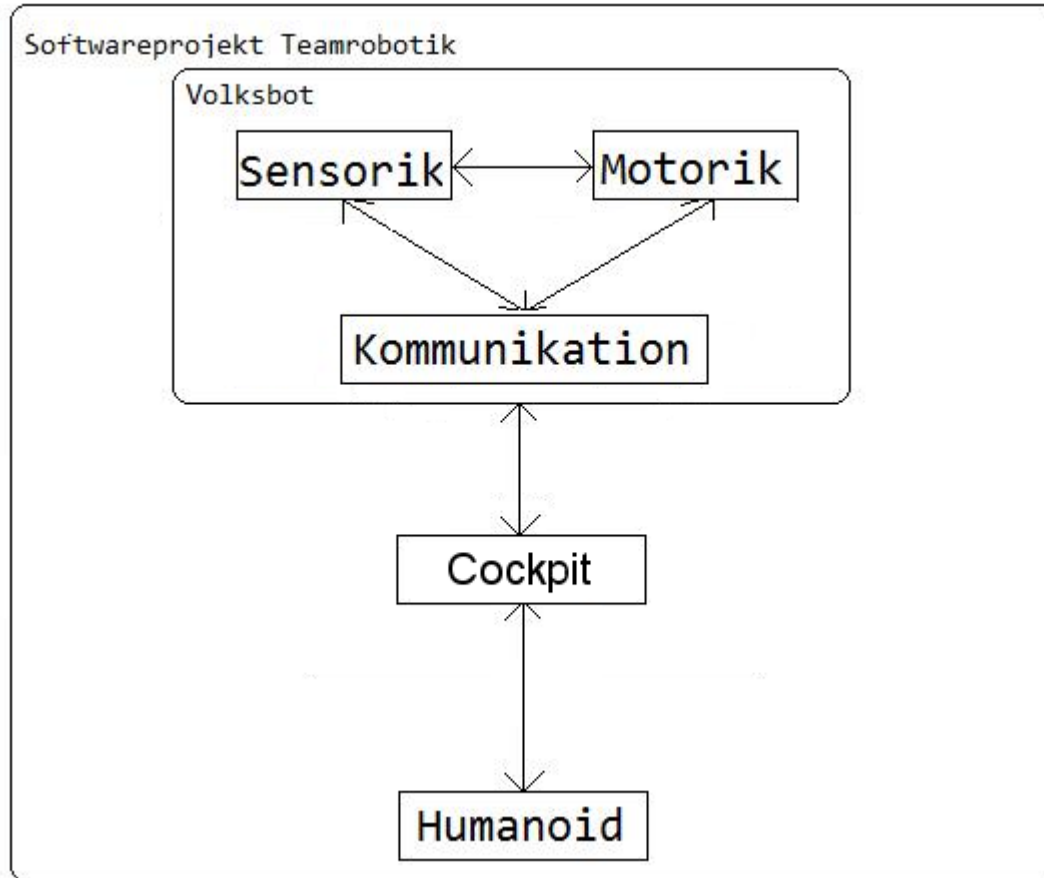 Softwareprojekt Teamrobotik
Volksbot
Sensorik
Motorik
Kommunikation
Cockpit
Humanoid